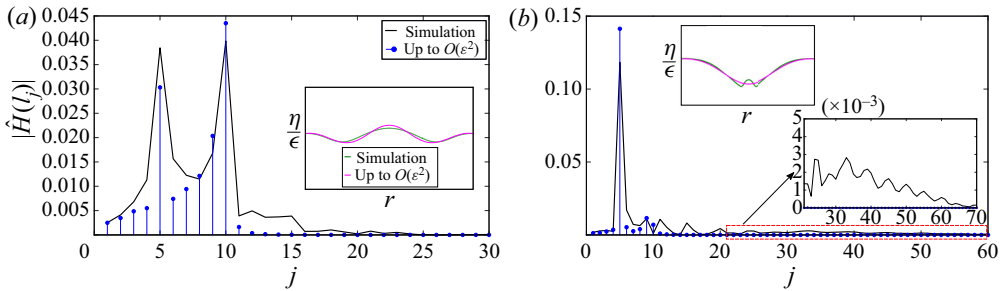 (a)
0.045
0.040
0.035
0.030
0.025
0.020
0.015
0.010
0.005
|Ĥ(l_j)|
1 5 10 15 20 25 30
j
Simulation
Up to O(ε²)
η/ϵ
Simulation
Up to O(ε²)
r
(b)
0.15
0.10
0.05
0 10 20 30 40 50 60
j
η/ϵ
r
(×10⁻³)
5
4
3
2
1
0
30 40 50 60 70